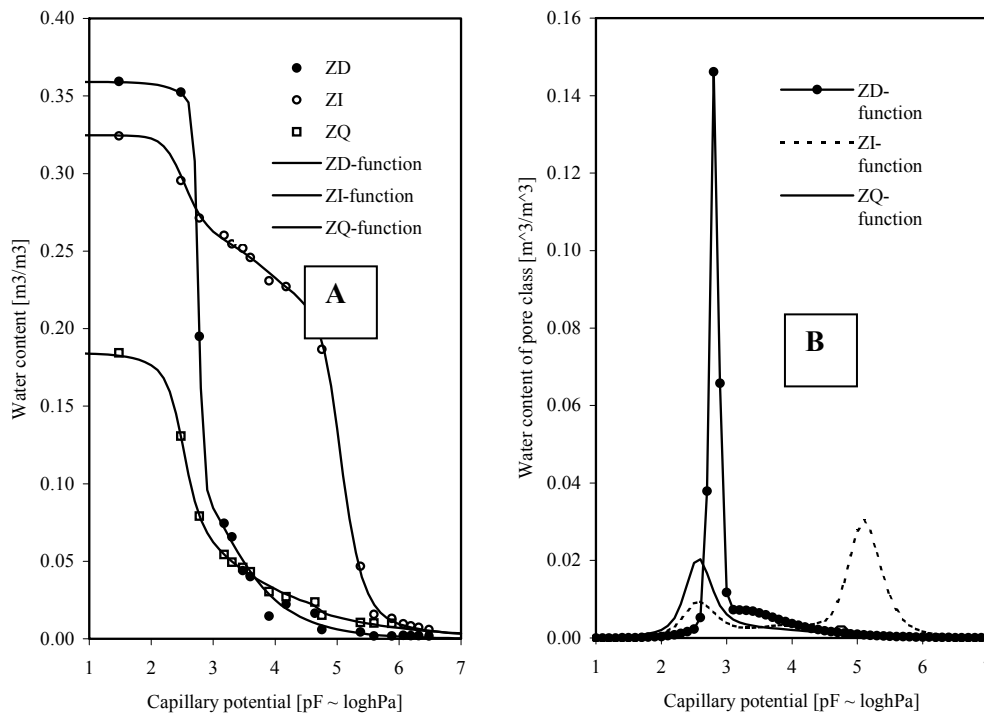 0.40
0.35
0.30
0.25
0.20
0.15
0.10
0.05
0.00
Water content [m3/m3]
ZD
ZI
ZQ
ZD-function
ZI-function
ZQ-function
A
1 2 3 4 5 6 7
Capillary potential [pF ~ loghPa]
0.16
0.14
0.12
0.10
0.08
0.06
0.04
0.02
0.00
Water content of pore class [m^3/m^3]
ZD-
function
ZI-
function
ZQ-
function
B
1 2 3 4 5 6 7
Capillary potential [pF ~ loghPa]